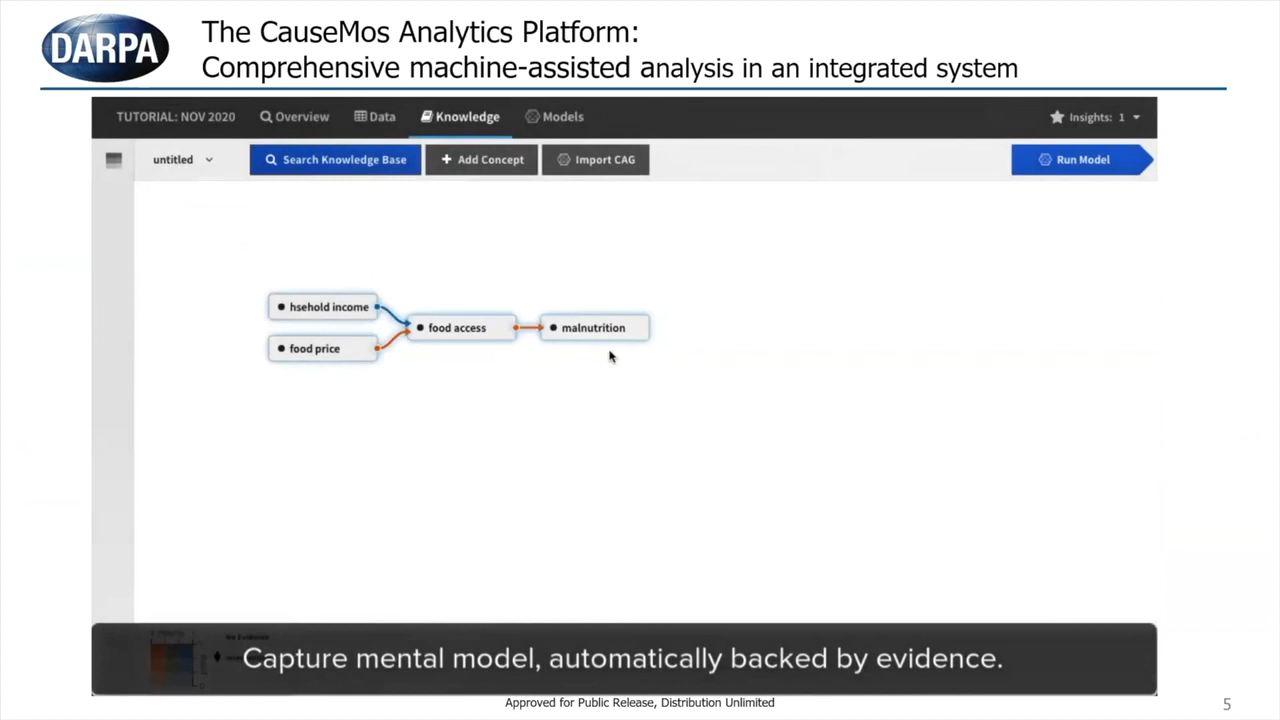 DARPA
The CauseMos Analytics Platform:
Comprehensive machine-assisted analysis in an integrated system
TUTORIAL: NOV 2020 Overview Data Knowledge Models Insights: 1
untitled Search Knowledge Base + Add Concept Import CAG Run Model
hsehold income
food price
food access
malnutrition
Capture mental model, automatically backed by evidence.
Approved for Public Release, Distribution Unlimited
5